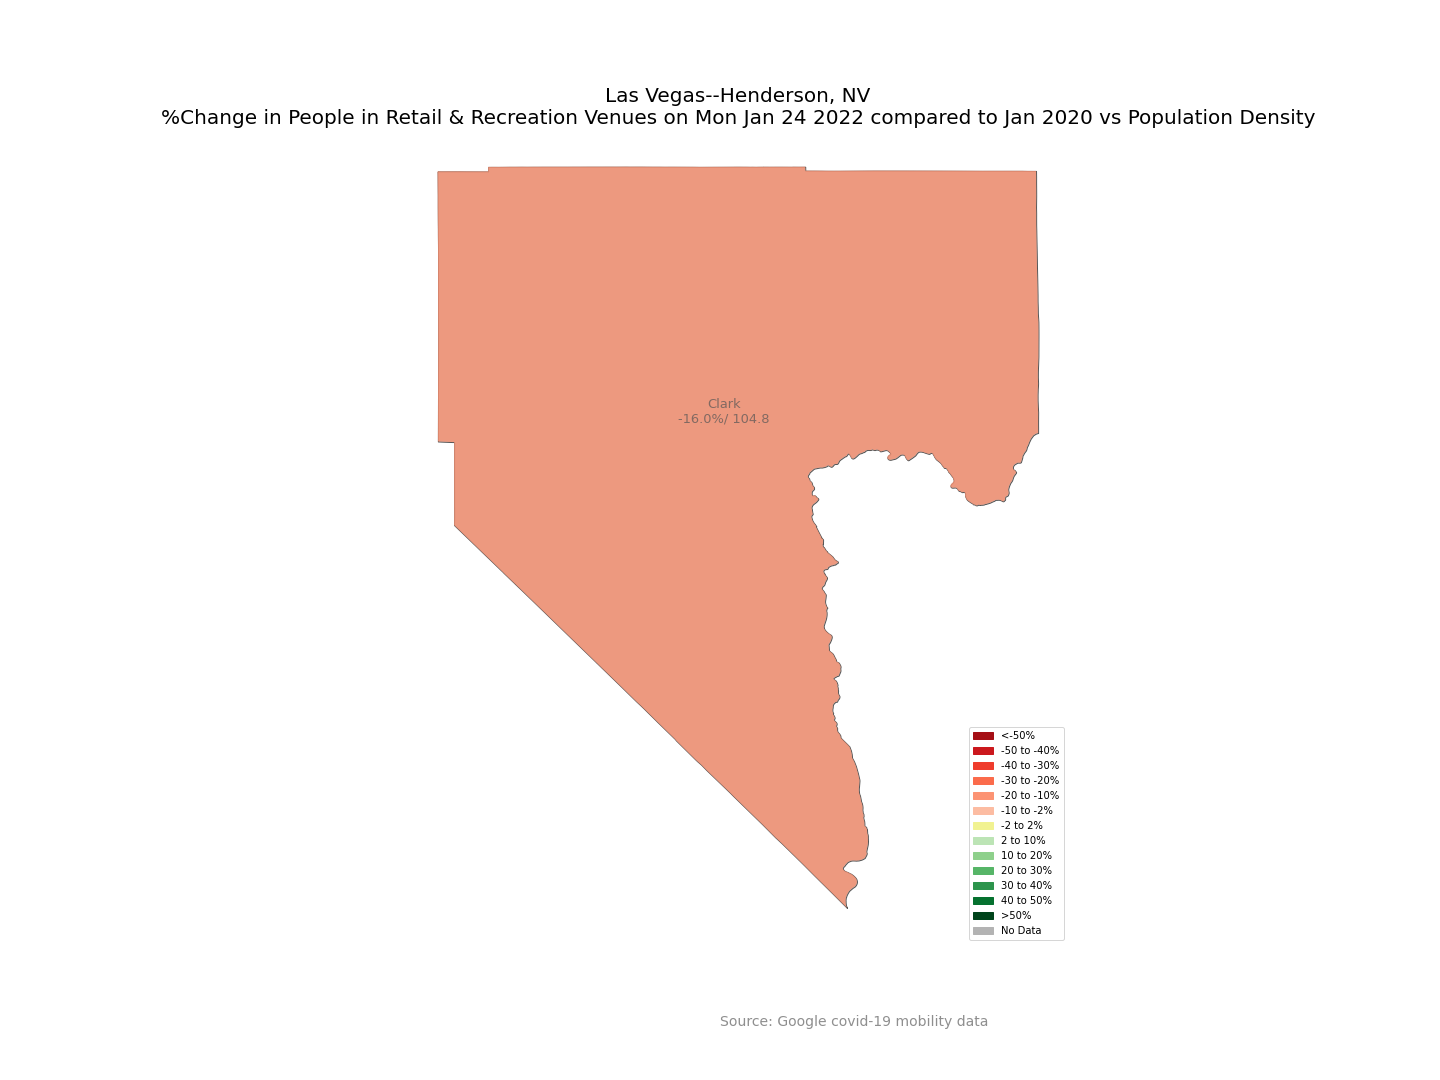 Las Vegas--Henderson, NV
%Change in People in Retail & Recreation Venues on Mon Jan 24 2022 compared to Jan 2020 vs Population Density
Clark
-16.0%/ 104.8
<-50%
-50 to -40%
-40 to -30%
-30 to -20%
-20 to -10%
-10 to -2%
-2 to 2%
2 to 10%
10 to 20%
20 to 30%
30 to 40%
40 to 50%
>50%
No Data
Source: Google covid-19 mobility data